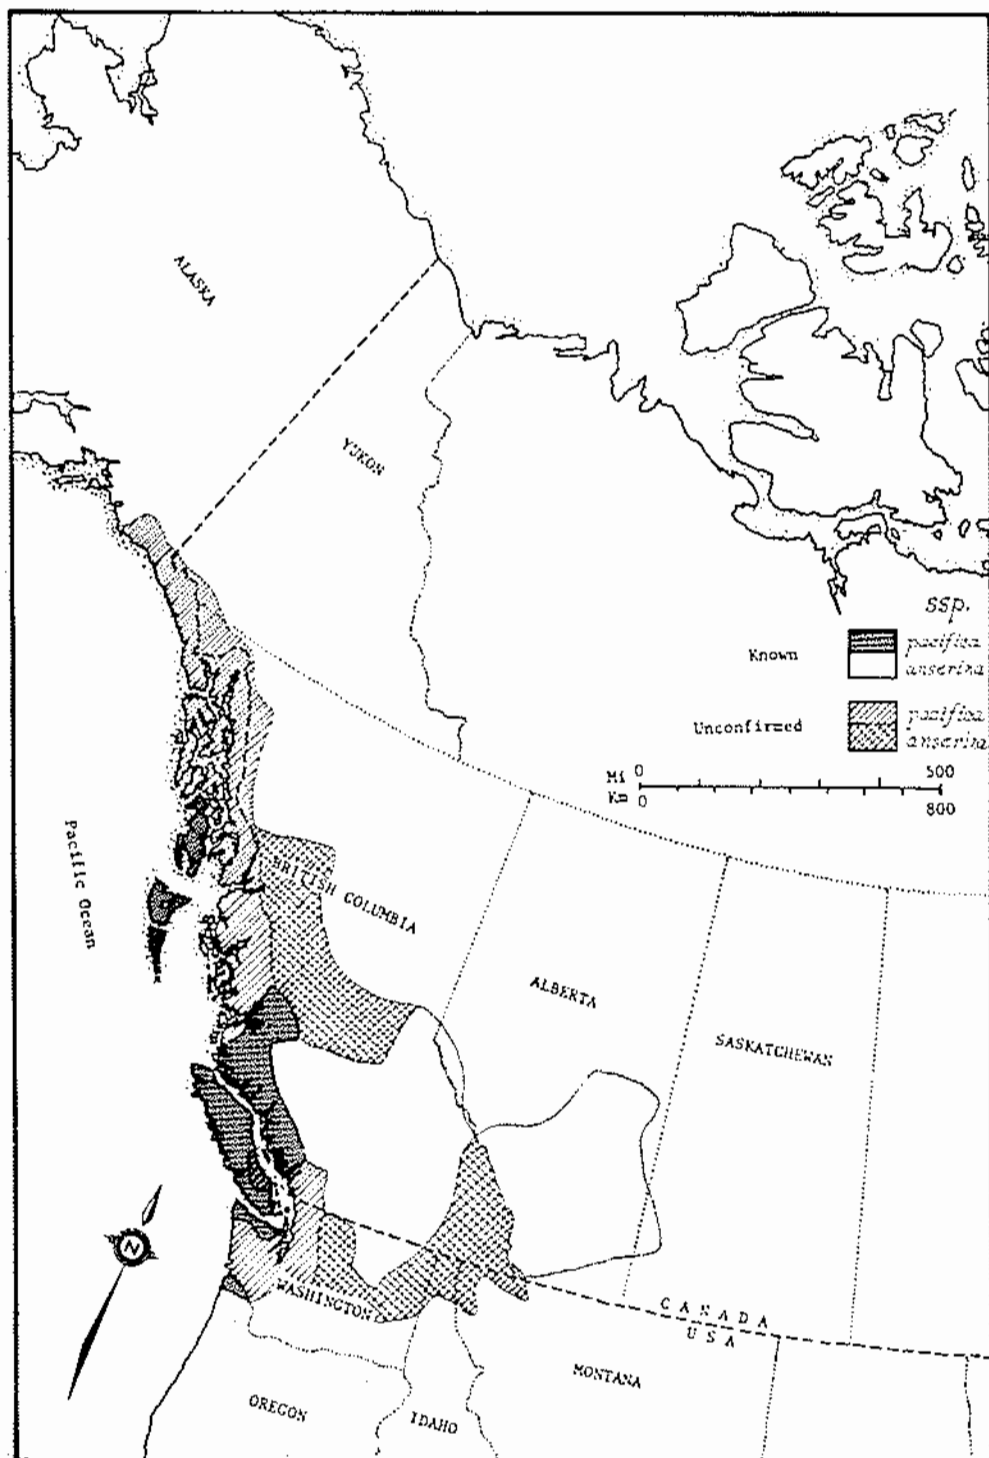 ALASKA
YUKON
ssp.
Known pacifica
anserina
Unconfirmed pacifica
anserina
Mi 0 500
Km 0 800
BRITISH COLUMBIA
Pacific Ocean
ALBERTA
SASKATCHEWAN
N
WASHINGTON
CANADA
USA
MONTANA
OREGON
IDAHO